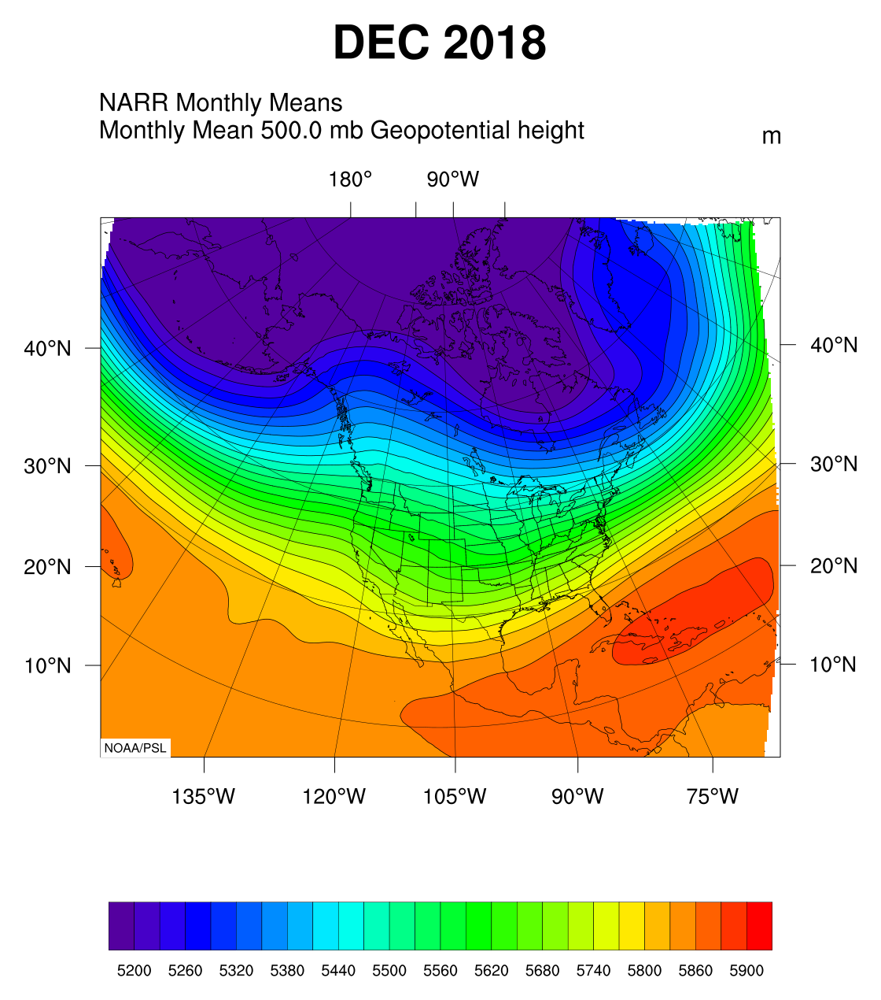 DEC 2018
NARR Monthly Means
Monthly Mean 500.0 mb Geopotential height
m
180° 90°W
40°N 40°N
30°N 30°N
20°N 20°N
10°N 10°N
NOAA/PSL
135°W 120°W 105°W 90°W 75°W
5200 5260 5320 5380 5440 5500 5560 5620 5680 5740 5800 5860 5900